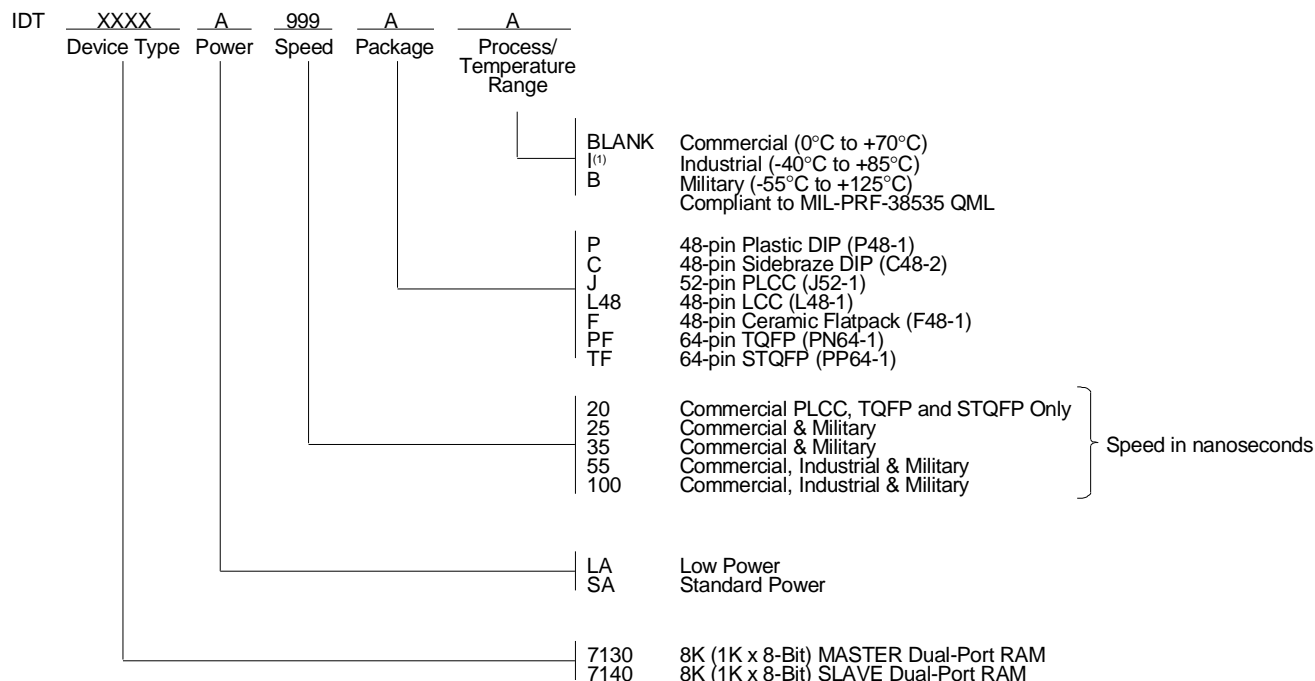 IDT XXXX A 999 A A
Device Type Power Speed Package Process/
Temperature
Range
BLANK Commercial (0°C to +70°C)
I(1) Industrial (-40°C to +85°C)
B Military (-55°C to +125°C)
Compliant to MIL-PRF-38535 QML
P 48-pin Plastic DIP (P48-1)
C 48-pin Sidebraze DIP (C48-2)
J 52-pin PLCC (J52-1)
L48 48-pin LCC (L48-1)
F 48-pin Ceramic Flatpack (F48-1)
PF 64-pin TQFP (PN64-1)
TF 64-pin STQFP (PP64-1)
20 Commercial PLCC, TQFP and STQFP Only
25 Commercial & Military
35 Commercial & Military Speed in nanoseconds
55 Commercial, Industrial & Military
100 Commercial, Industrial & Military
LA Low Power
SA Standard Power
7130 8K (1K x 8-Bit) MASTER Dual-Port RAM
7140 8K (1K x 8-Bit) SLAVE Dual-Port RAM